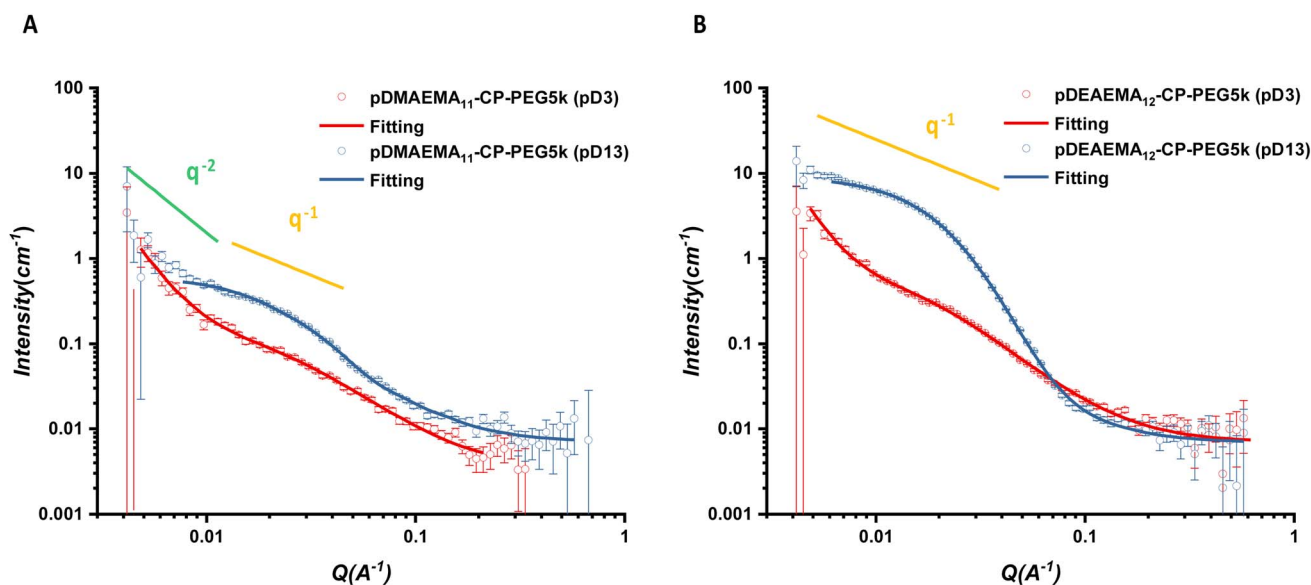 A
B
pDMAEMA₁₁-CP-PEG5k (pD3)
Fitting
pDMAEMA₁₁-CP-PEG5k (pD13)
Fitting
q⁻²
q⁻¹
100
10
1
0.1
0.01
0.001
Intensity(cm⁻¹)
0.01
0.1
1
Q(A⁻¹)
pDEAEMA₁₂-CP-PEG5k (pD3)
Fitting
pDEAEMA₁₂-CP-PEG5k (pD13)
Fitting
q⁻¹
100
10
1
0.1
0.01
0.001
Intensity(cm⁻¹)
0.01
0.1
1
Q(A⁻¹)